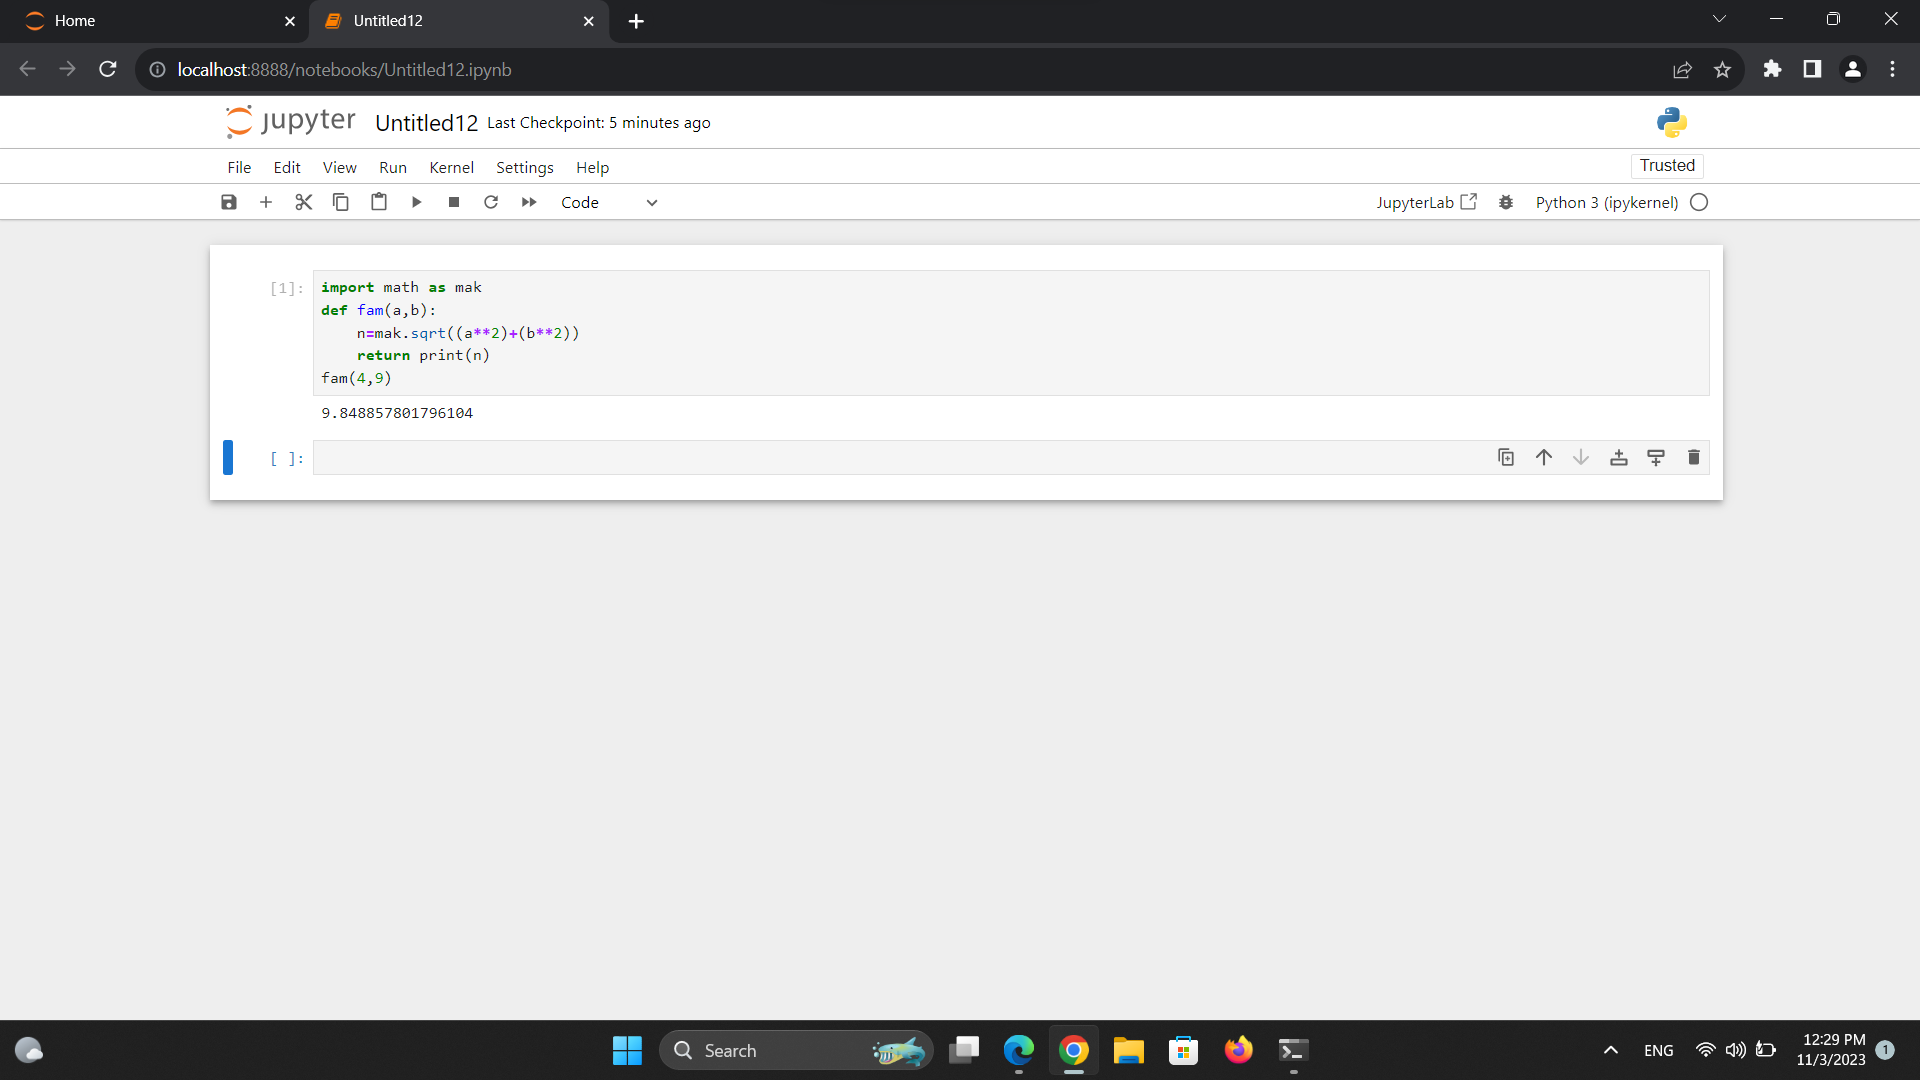 Home
Untitled12
localhost:8888/notebooks/Untitled12.ipynb
jupyter Untitled12 Last Checkpoint: 5 minutes ago
File Edit View Run Kernel Settings Help
Trusted
Code
JupyterLab
Python 3 (ipykernel)
[1]:
import math as mak
def fam(a,b):
    n=mak.sqrt((a**2)+(b**2))
    return print(n)
fam(4,9)
9.848857801796104
[ ]:
Search
ENG
12:29 PM
11/3/2023
1